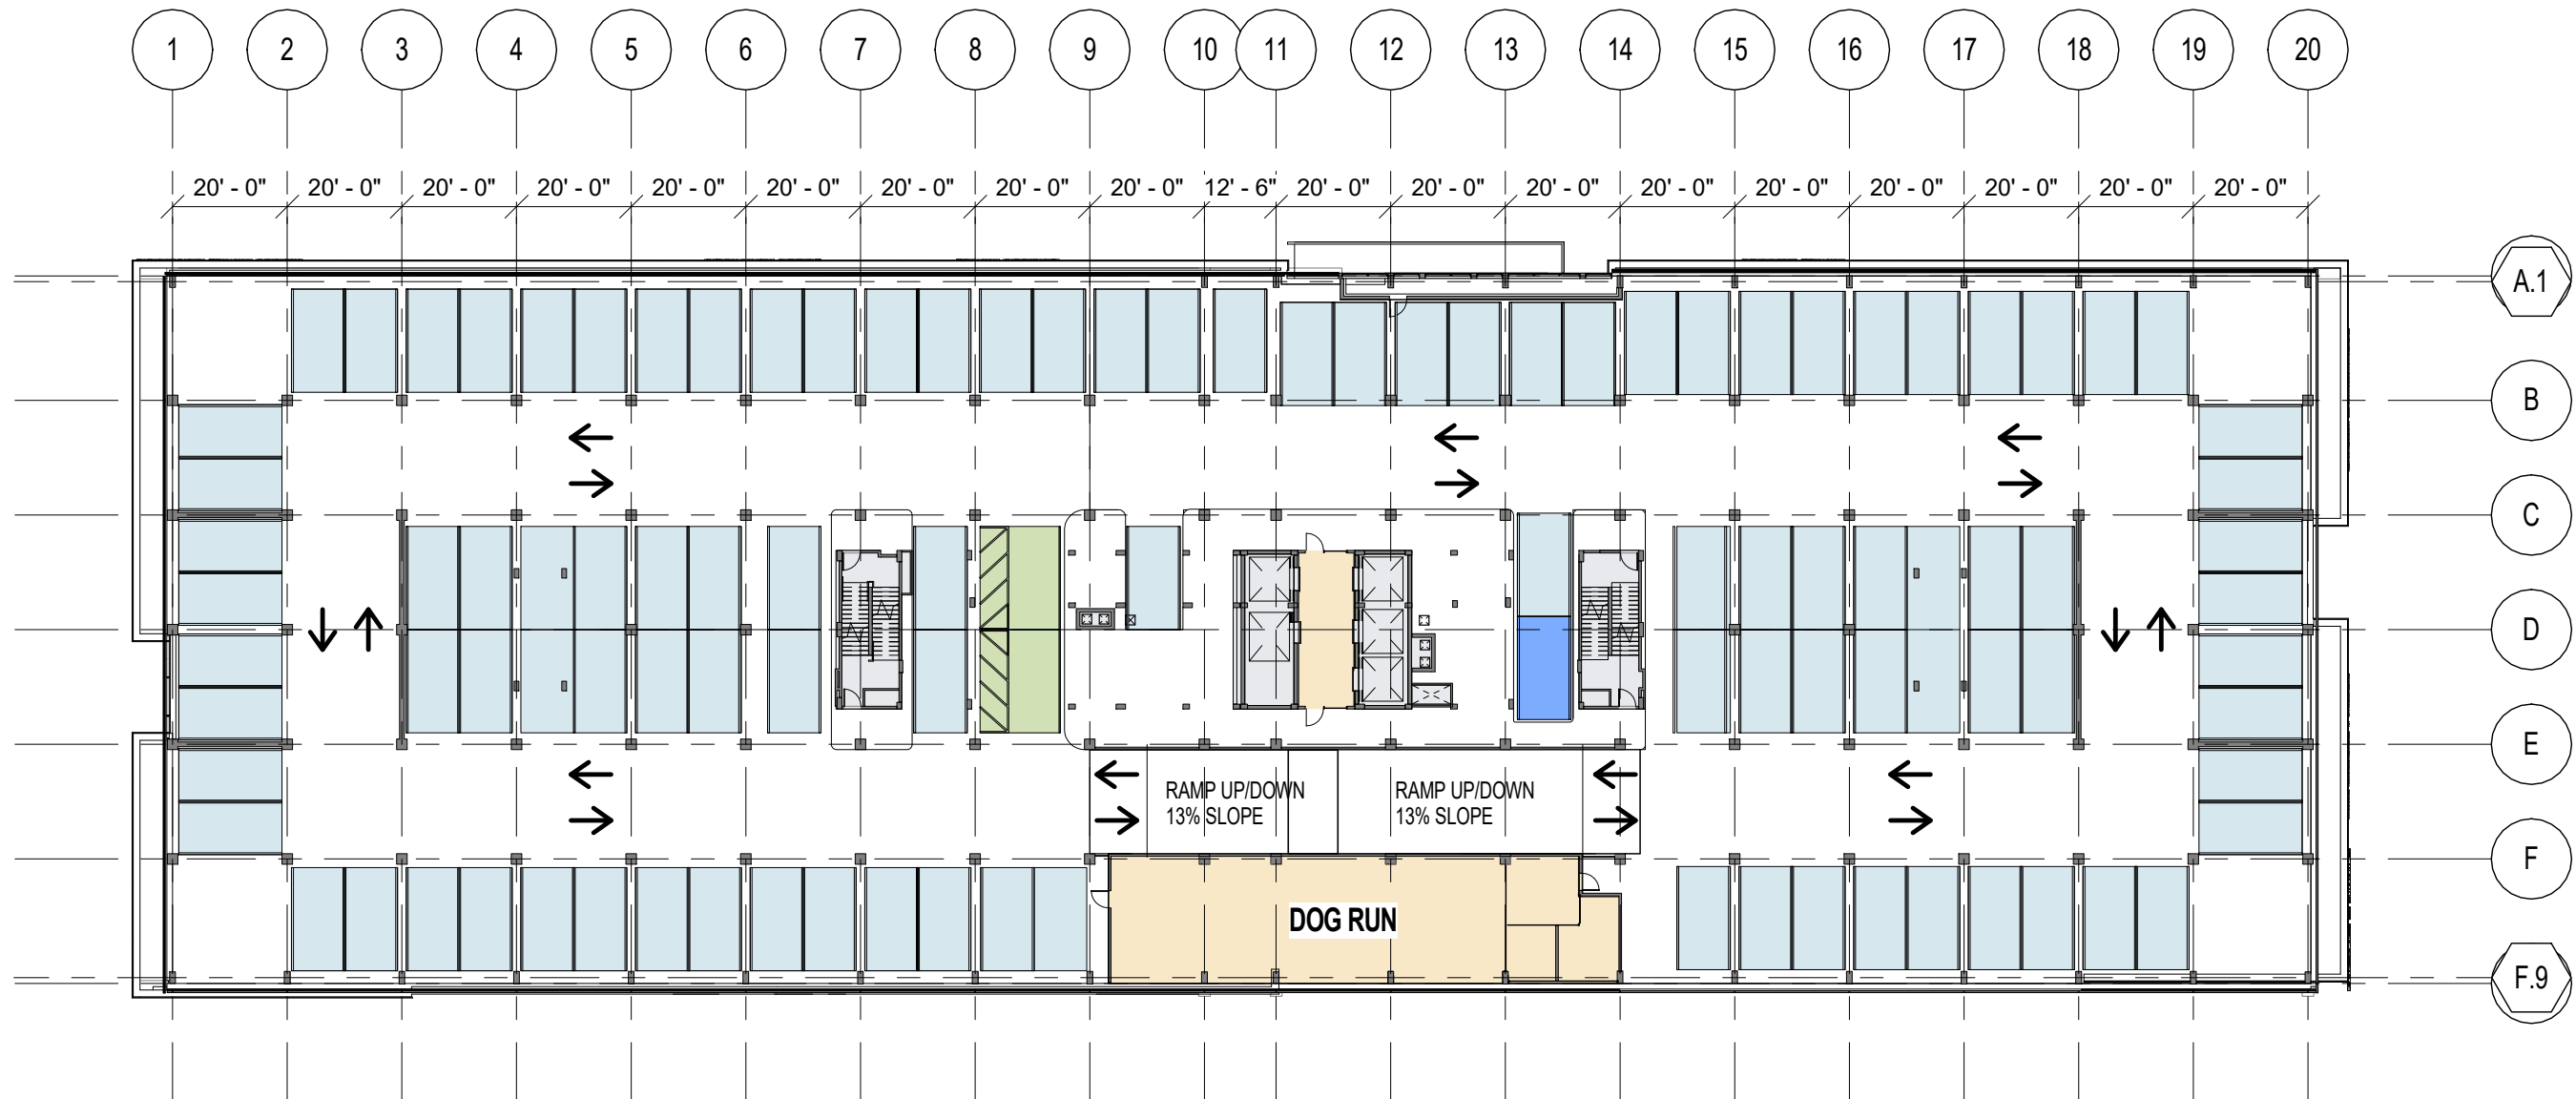 1 2 3 4 5 6 7 8 9 10 11 12 13 14 15 16 17 18 19 20
20' - 0" 20' - 0" 20' - 0" 20' - 0" 20' - 0" 20' - 0" 20' - 0" 20' - 0" 20' - 0" 12' - 6" 20' - 0" 20' - 0" 20' - 0" 20' - 0" 20' - 0" 20' - 0" 20' - 0" 20' - 0" 20' - 0"
A.1
B
C
D
E
RAMP UP/DOWN
13% SLOPE
RAMP UP/DOWN
13% SLOPE
F
DOG RUN
F.9